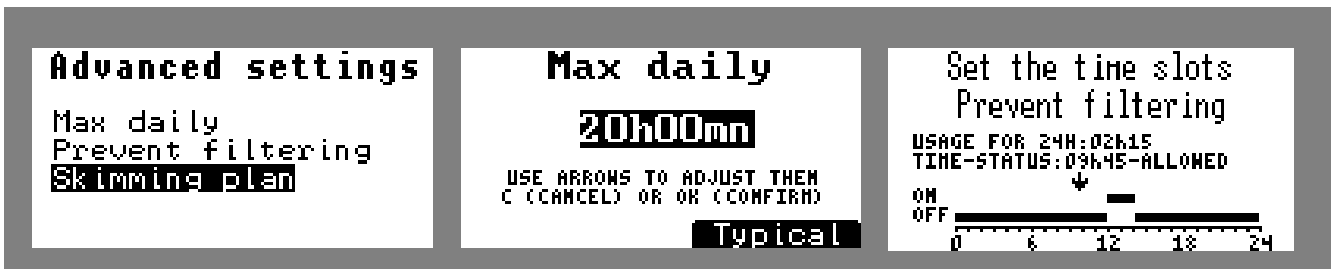 Advanced settings
Max daily
Prevent filtering
Skimming plan
Max daily
20h00mn
USE ARROWS TO ADJUST THEN
C (CANCEL) OR OK (CONFIRM)
Typical
Set the time slots
Prevent filtering
USAGE FOR 24H:02h15
TIME-STATUS:09h45-ALLOWED
ON
OFF
0 6 12 18 24